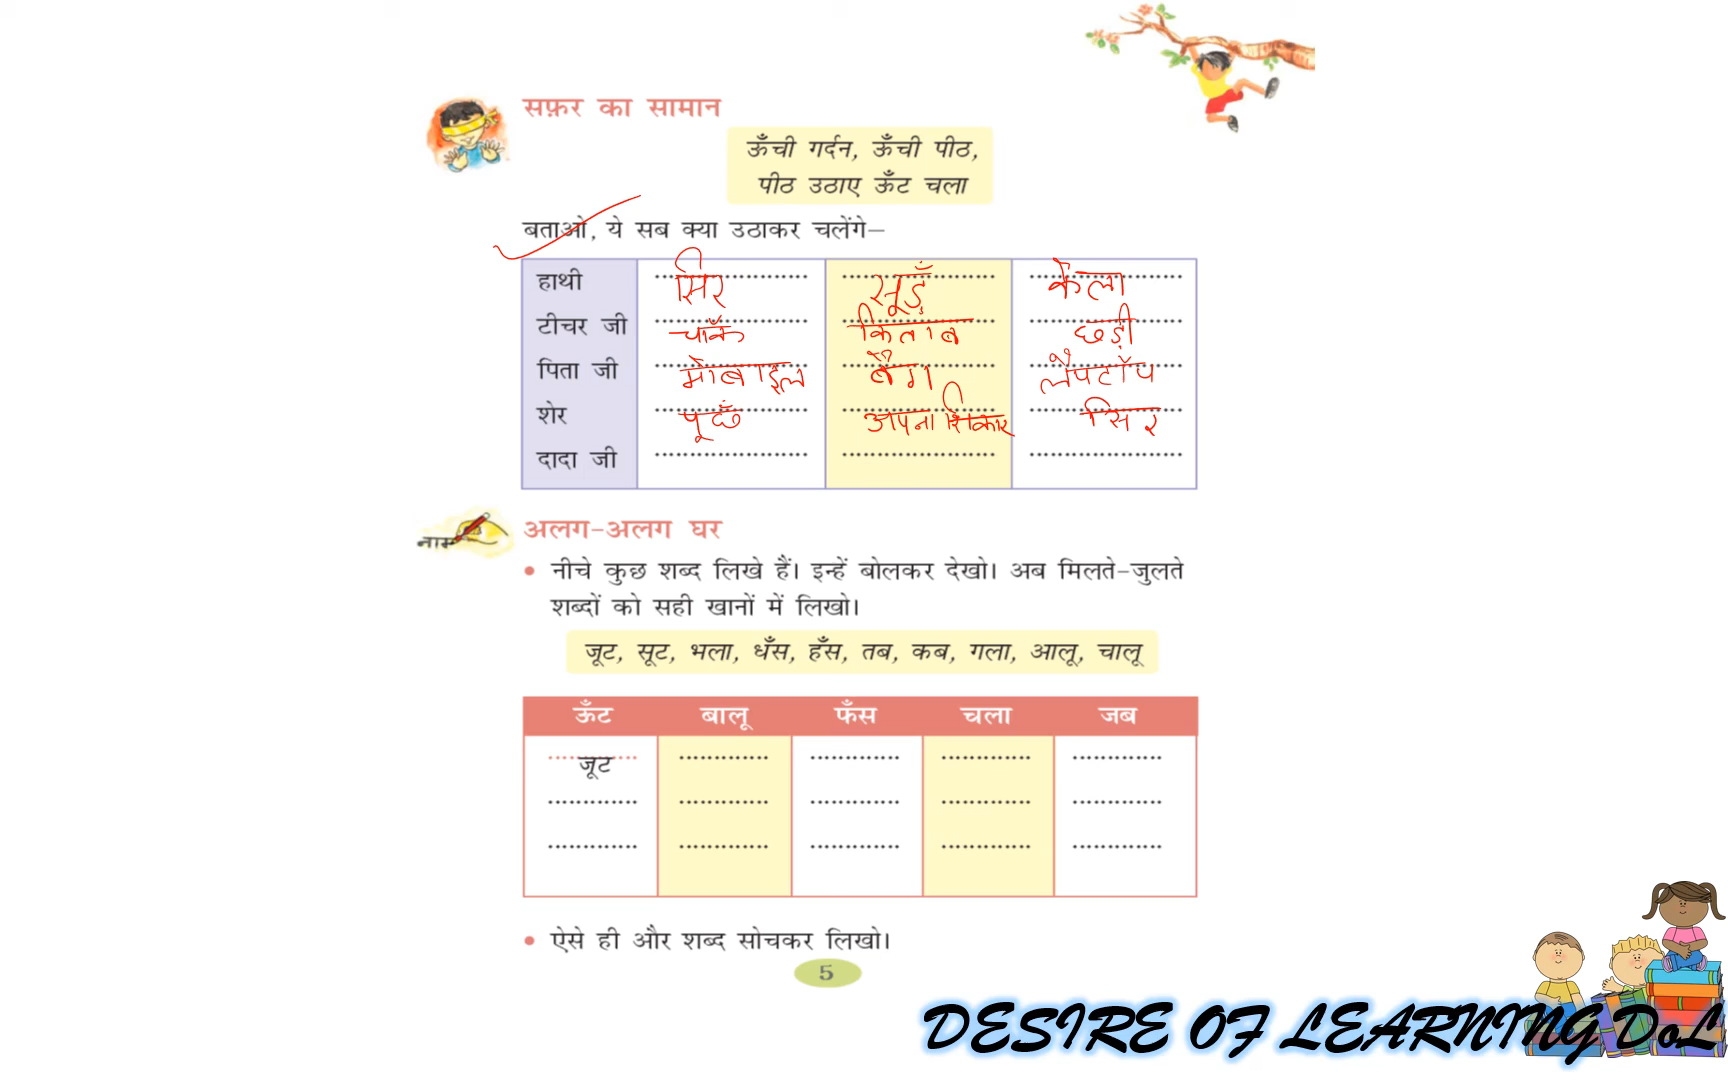 सफ़र का सामान
ऊँची गर्दन, ऊँची पीठ,
पीठ उठाए ऊँट चला
बताओ, ये सब क्या उठाकर चलेंगे–
हाथी सिर सूडँ केला
टीचर जी चॉक किताब छड़ी
पिता जी मोबाइल बैग लैपटॉप
शेर पूछँ अपना शिकार सिर
दादा जी
नाम
अलग-अलग घर
• नीचे कुछ शब्द लिखे हैं। इन्हें बोलकर देखो। अब मिलते-जुलते
शब्दों को सही खानों में लिखो।
जूट, सूट, भला, धँस, हँस, तब, कब, गला, आलू, चालू
ऊँट बालू फँस चला जब
जूट
• ऐसे ही और शब्द सोचकर लिखो।
5
DESIRE OF LEARNING DoL